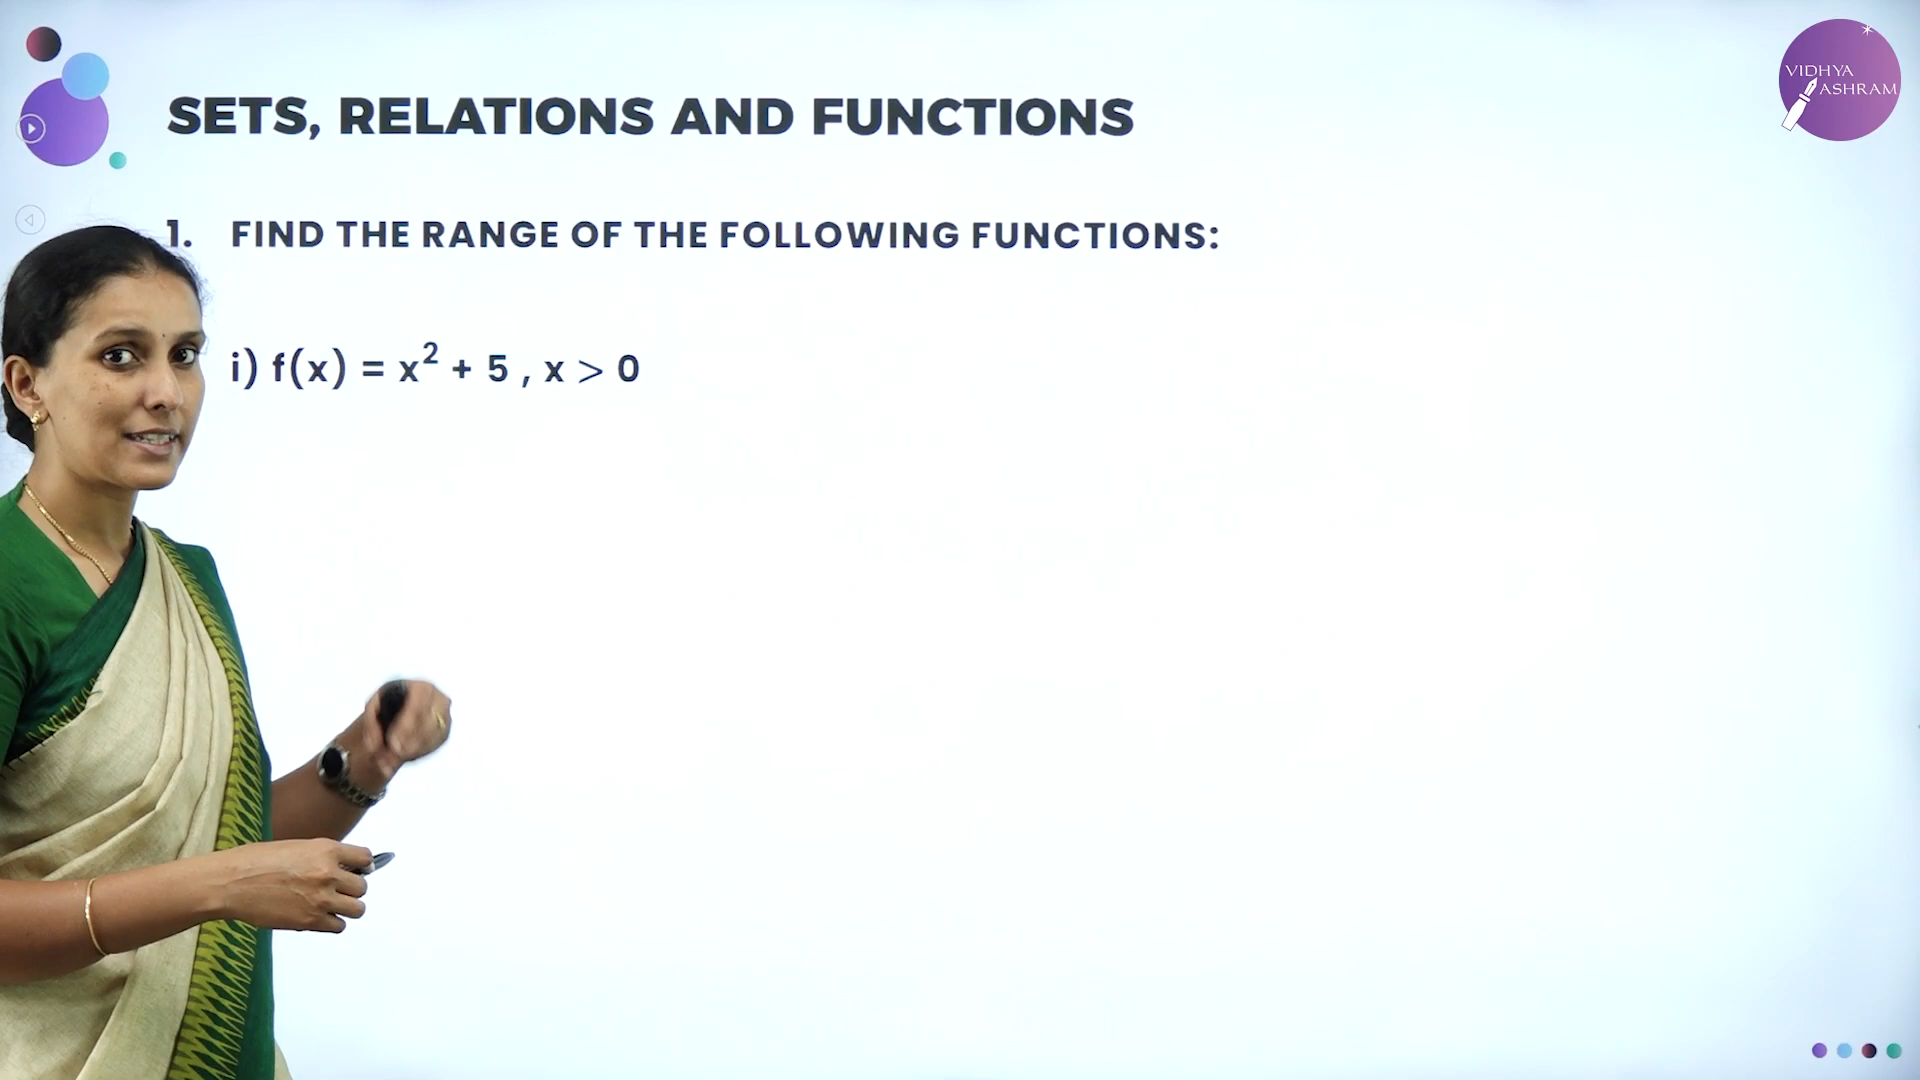 VIDHYA
ASHRAM
SETS, RELATIONS AND FUNCTIONS
1. FIND THE RANGE OF THE FOLLOWING FUNCTIONS:
i) f(x) = x² + 5 , x > 0